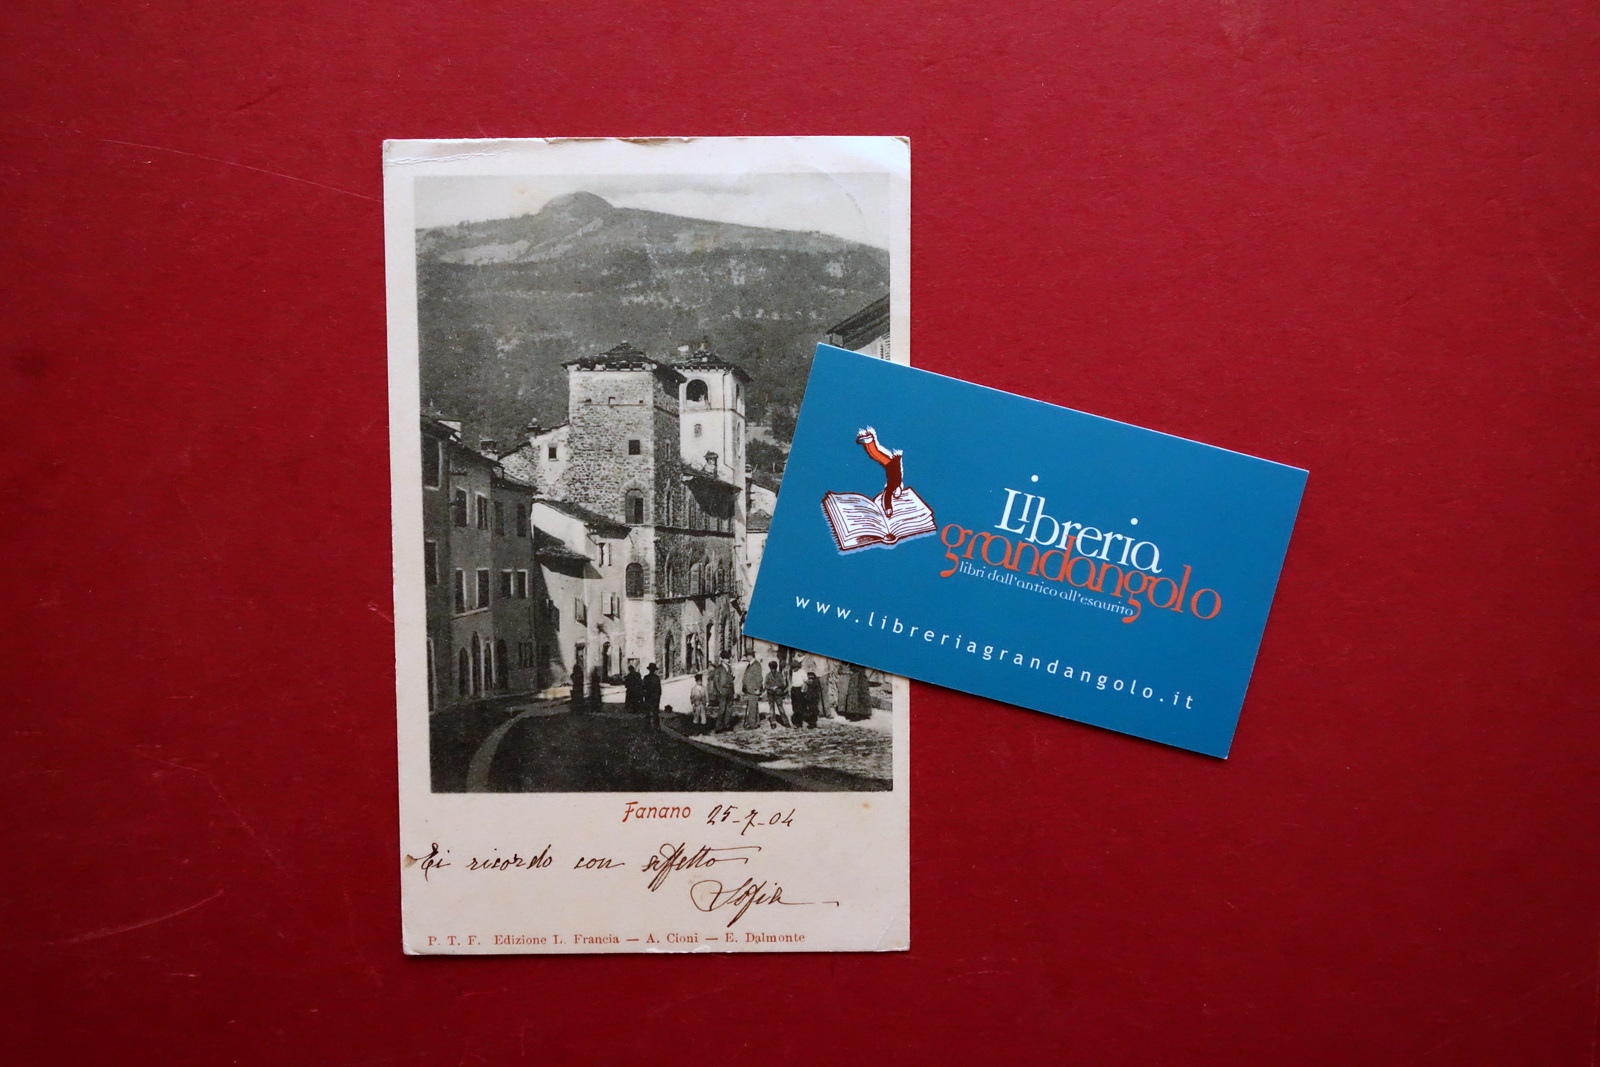 Fanano 25-7-04
Ti ricordo con affetto
Sofia
P. T. F. Edizione L. Francia — A. Cioni — E. Dalmonte
Libreria
grandangolo
libri dall'antico all'esaurito
www.libreriagrandangolo.it